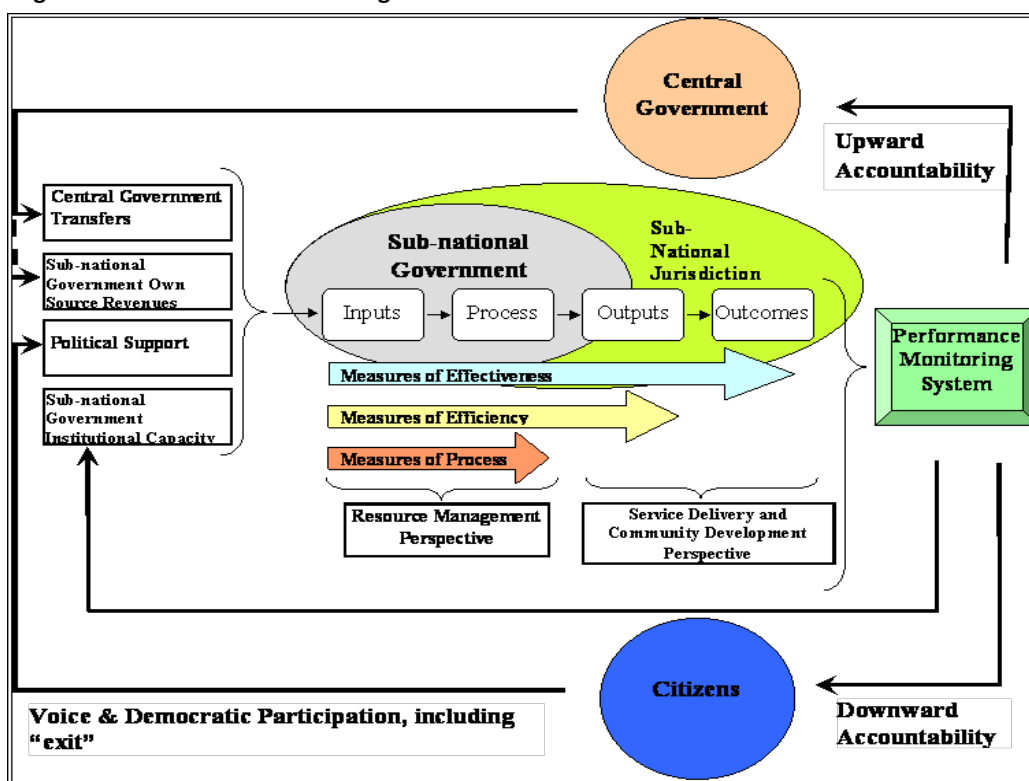 Central
Government
Upward
Accountability
Central Government
Transfers
Sub-national
Government Own
Source Revenues
Political Support
Sub-national
Government
Institutional Capacity
Sub-national
Government
Sub-
National
Jurisdiction
Inputs
Process
Outputs
Outcomes
Measures of Effectiveness
Measures of Efficiency
Measures of Process
Resource Management
Perspective
Service Delivery and
Community Development
Perspective
Performance
Monitoring
System
Citizens
Voice & Democratic Participation, including
“exit”
Downward
Accountability